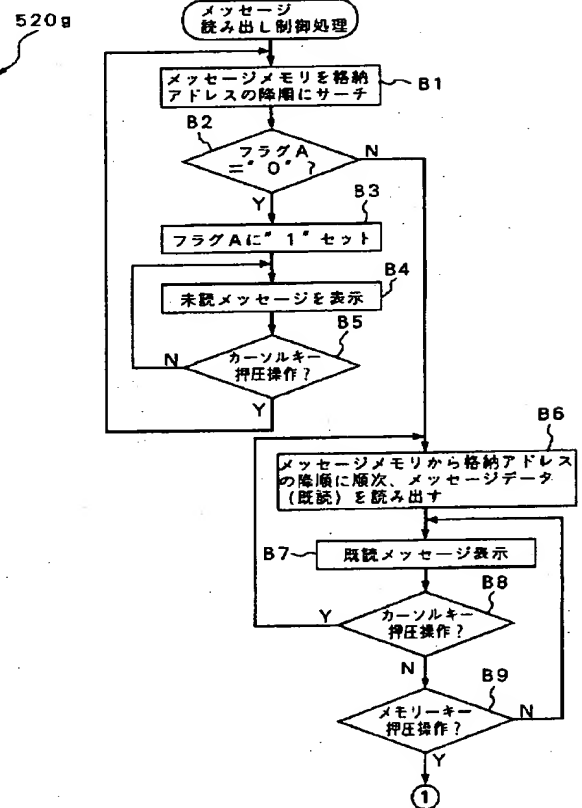 520g
メッセージ
読み出し制御処理
メッセージメモリを格納
アドレスの降順にサーチ
B1
B2
フラグA
="0"?
N
Y
B3
フラグAに"1"セット
B4
未読メッセージを表示
B5
カーソルキー
押圧操作?
N
Y
B6
メッセージメモリから格納アドレス
の降順に順次、メッセージデータ
(既読)を読み出す
B7
既読メッセージ表示
B8
カーソルキー
押圧操作?
Y
N
B9
メモリーキー
押圧操作?
N
Y
1